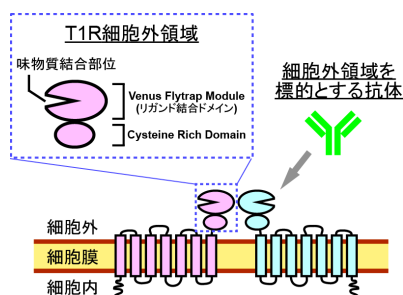 T1R細胞外領域
味物質結合部位
Venus Flytrap Module
(リガンド結合ドメイン)
Cysteine Rich Domain
細胞外領域を
標的とする抗体
細胞外
細胞膜
細胞内